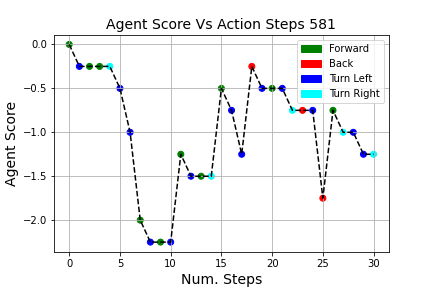 Agent Score Vs Action Steps 581
Forward
Back
Turn Left
Turn Right
Agent Score
0.0
−0.5
−1.0
−1.5
−2.0
0
5
10
15
20
25
30
Num. Steps